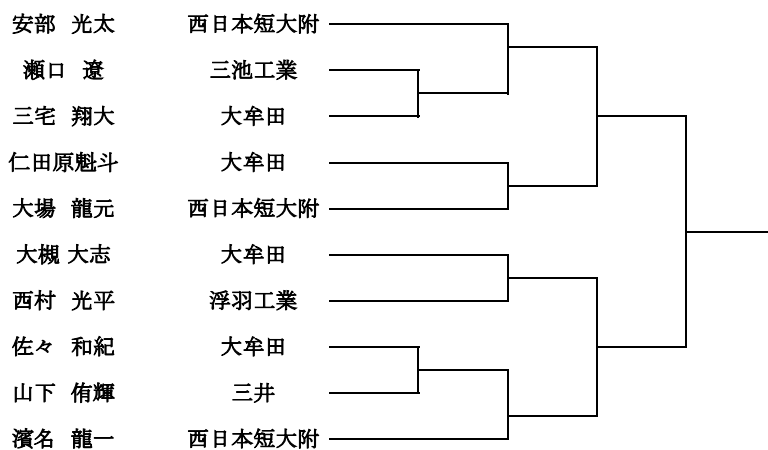 安部 光太 西日本短大附
瀬口 遼 三池工業
三宅 翔大 大牟田
仁田原魁斗 大牟田
大場 龍元 西日本短大附
大槻 大志 大牟田
西村 光平 浮羽工業
佐々 和紀 大牟田
山下 侑輝 三井
濱名 龍一 西日本短大附